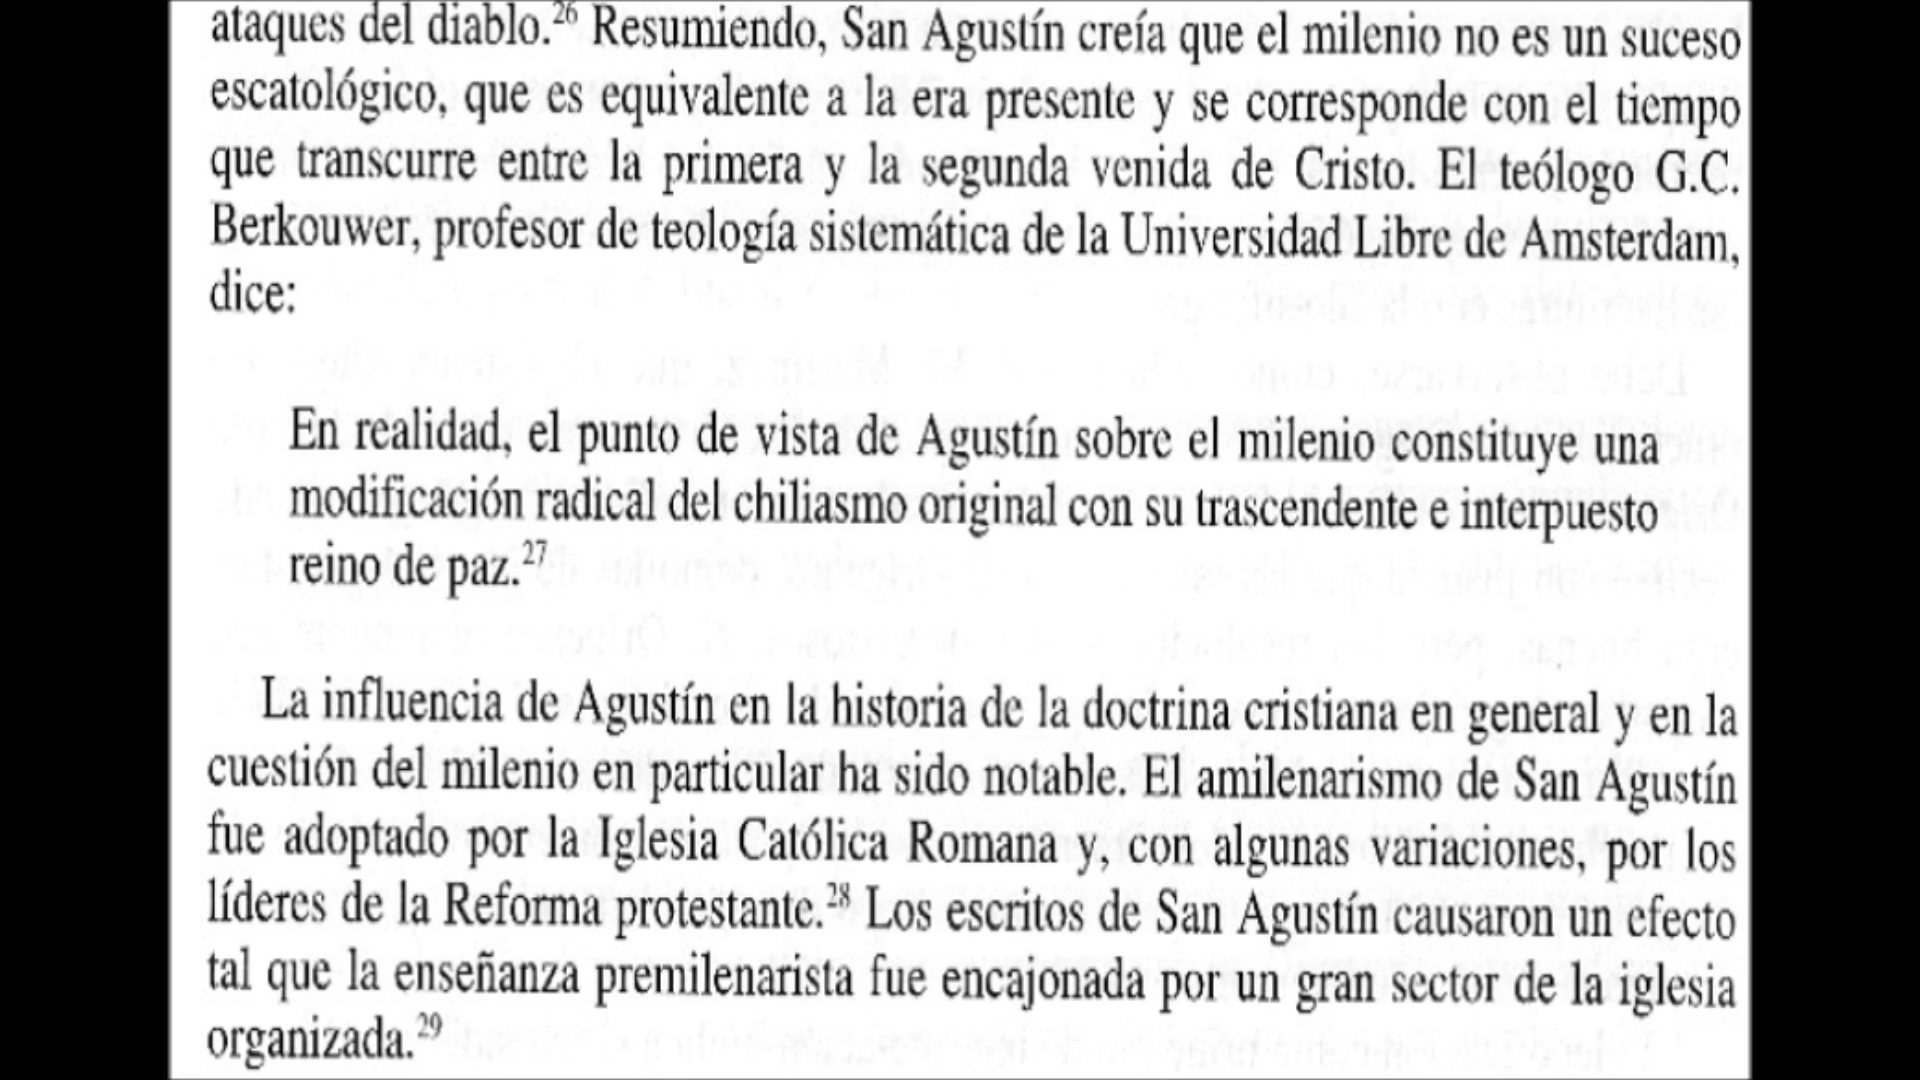 ataques del diablo.26 Resumiendo, San Agustín creía que el milenio no es un suceso
escatológico, que es equivalente a la era presente y se corresponde con el tiempo
que transcurre entre la primera y la segunda venida de Cristo. El teólogo G.C.
Berkouwer, profesor de teología sistemática de la Universidad Libre de Amsterdam,
dice:
En realidad, el punto de vista de Agustín sobre el milenio constituye una
modificación radical del chiliasmo original con su trascendente e interpuesto
reino de paz.27
La influencia de Agustín en la historia de la doctrina cristiana en general y en la
cuestión del milenio en particular ha sido notable. El amilenarismo de San Agustín
fue adoptado por la Iglesia Católica Romana y, con algunas variaciones, por los
líderes de la Reforma protestante.28 Los escritos de San Agustín causaron un efecto
tal que la enseñanza premilenarista fue encajonada por un gran sector de la iglesia
organizada.29